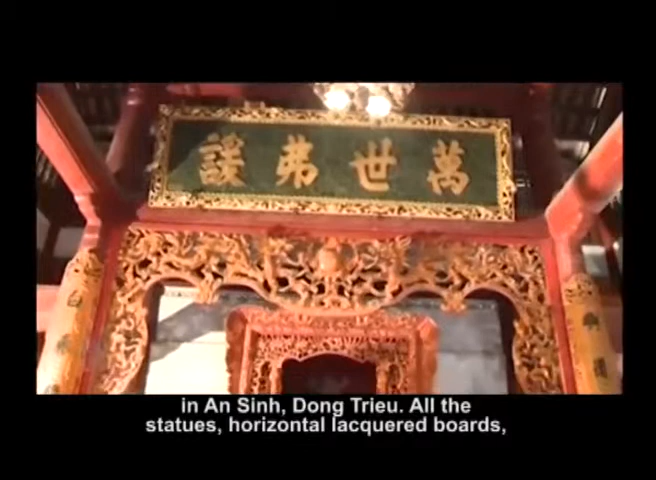 萬世弗諼
in An Sinh, Dong Trieu. All the
statues, horizontal lacquered boards,